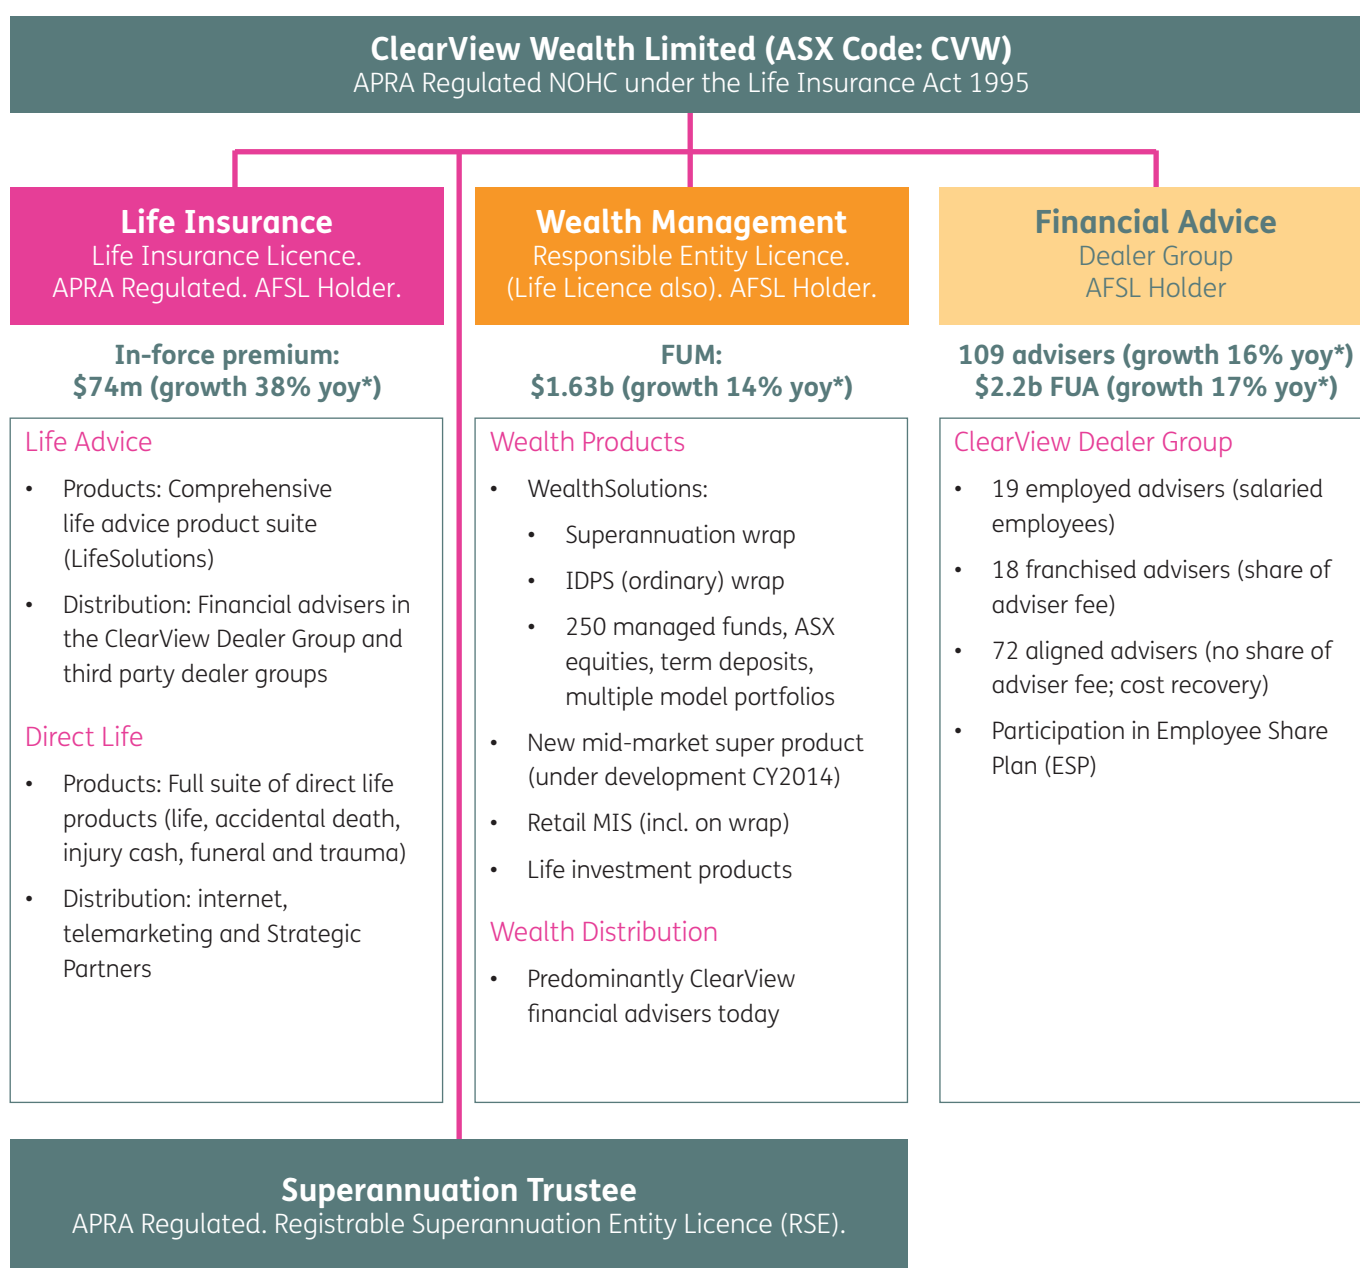 ClearView Wealth Limited (ASX Code: CVW)
APRA Regulated NOHC under the Life Insurance Act 1995
Life Insurance
Life Insurance Licence.
APRA Regulated. AFSL Holder.
In-force premium:
$74m (growth 38% yoy*)
Life Advice
• Products: Comprehensive
life advice product suite
(LifeSolutions)
• Distribution: Financial advisers in
the ClearView Dealer Group and
third party dealer groups
Direct Life
• Products: Full suite of direct life
products (life, accidental death,
injury cash, funeral and trauma)
• Distribution: internet,
telemarketing and Strategic
Partners
Wealth Management
Responsible Entity Licence.
(Life Licence also). AFSL Holder.
FUM:
$1.63b (growth 14% yoy*)
Wealth Products
• WealthSolutions:
• Superannuation wrap
• IDPS (ordinary) wrap
• 250 managed funds, ASX
equities, term deposits,
multiple model portfolios
• New mid-market super product
(under development CY2014)
• Retail MIS (incl. on wrap)
• Life investment products
Wealth Distribution
• Predominantly ClearView
financial advisers today
Financial Advice
Dealer Group
AFSL Holder
109 advisers (growth 16% yoy*)
$2.2b FUA (growth 17% yoy*)
ClearView Dealer Group
• 19 employed advisers (salaried
employees)
• 18 franchised advisers (share of
adviser fee)
• 72 aligned advisers (no share of
adviser fee; cost recovery)
• Participation in Employee Share
Plan (ESP)
Superannuation Trustee
APRA Regulated. Registrable Superannuation Entity Licence (RSE).